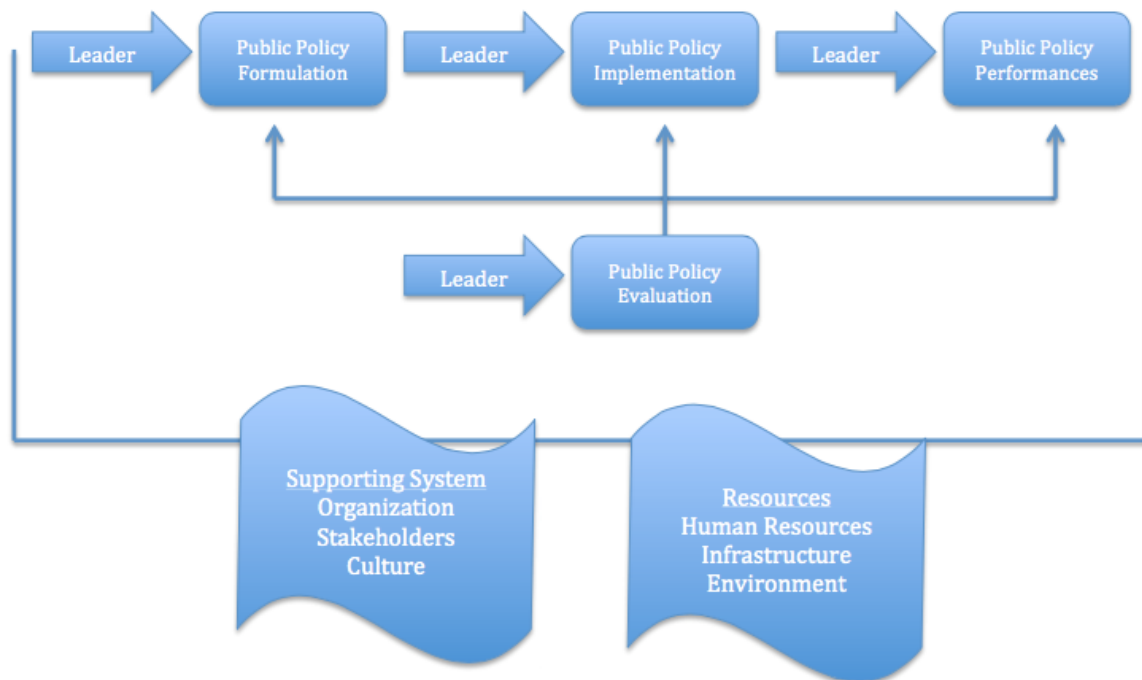 Leader
Public Policy
Formulation
Leader
Public Policy
Implementation
Leader
Public Policy
Performances
Leader
Public Policy
Evaluation
Supporting System
Organization
Stakeholders
Culture
Resources
Human Resources
Infrastructure
Environment